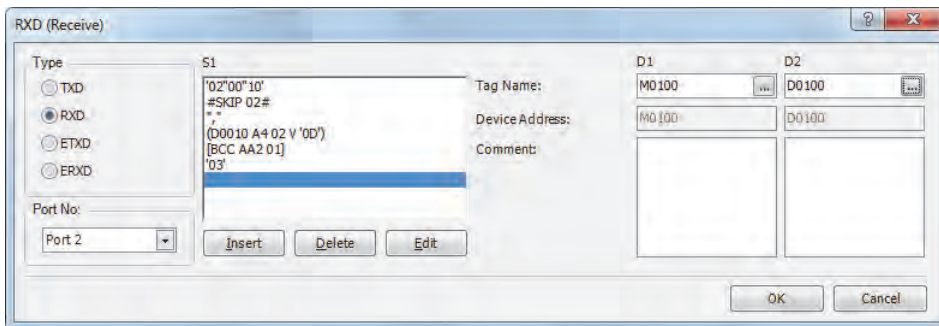 RXD (Receive)
Type
TXD
RXD
ETXD
ERXD
Port No:
Port 2
S1
'02''00''10'
#SKIP 02#
","
(D0010 A4 02 V '0D)
[BCC AA2 01]
'03'
Insert Delete Edit
D1 D2
Tag Name: M0100 ... D0100 ...
Device Address: M0100 D0100
Comment:
OK Cancel